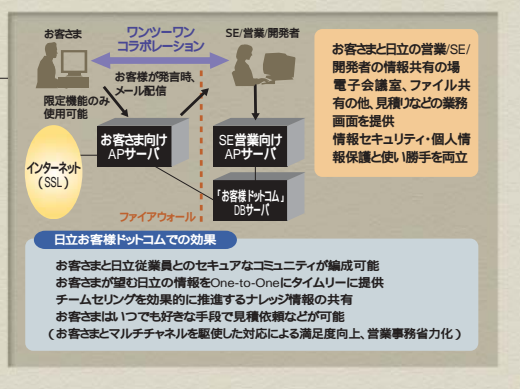 お客さま
ワンツーワン
コラボレーション
SE/営業/開発者
お客様が発言時、
メール配信
限定機能のみ
使用可能
お客さま向け
APサーバ
SE営業向け
APサーバ
インターネット
(SSL)
「お客様ドットコム」
DBサーバ
ファイアウォール
お客さまと日立の営業/SE/
開発者の情報共有の場
電子会議室、ファイル共
有の他、見積りなどの業務
画面を提供
情報セキュリティ・個人情
報保護と使い勝手を両立
日立お客様ドットコムでの効果
お客さまと日立従業員とのセキュアなコミュニティが編成可能
お客さまが望む日立の情報をOne-to-Oneにタイムリーに提供
チームセリングを効果的に推進するナレッジ情報の共有
お客さまはいつでも好きな手段で見積依頼などが可能
(お客さまとマルチチャネルを駆使した対応による満足度向上、営業事務省力化)